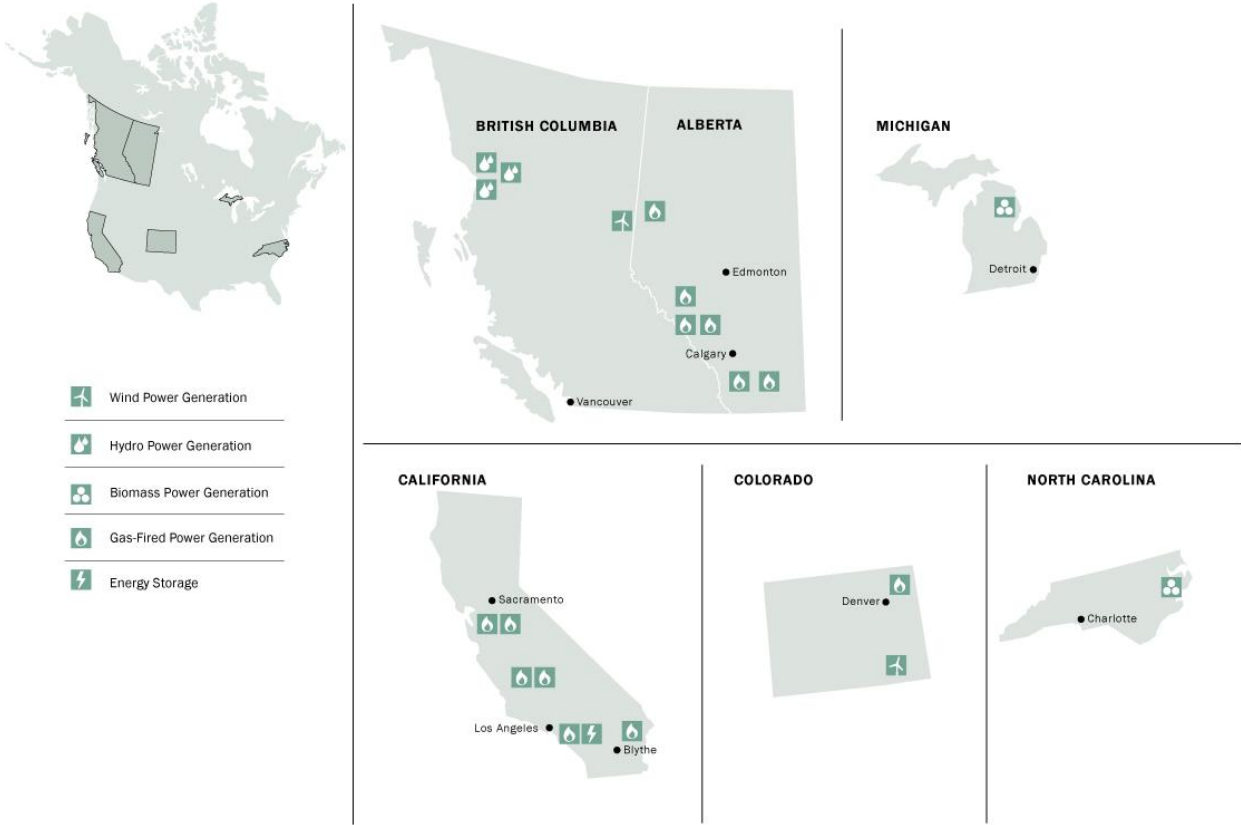 BRITISH COLUMBIA
ALBERTA
MICHIGAN
Edmonton
Detroit
Calgary
Vancouver
Wind Power Generation
Hydro Power Generation
Biomass Power Generation
Gas-Fired Power Generation
Energy Storage
CALIFORNIA
COLORADO
NORTH CAROLINA
Sacramento
Denver
Charlotte
Los Angeles
Blythe